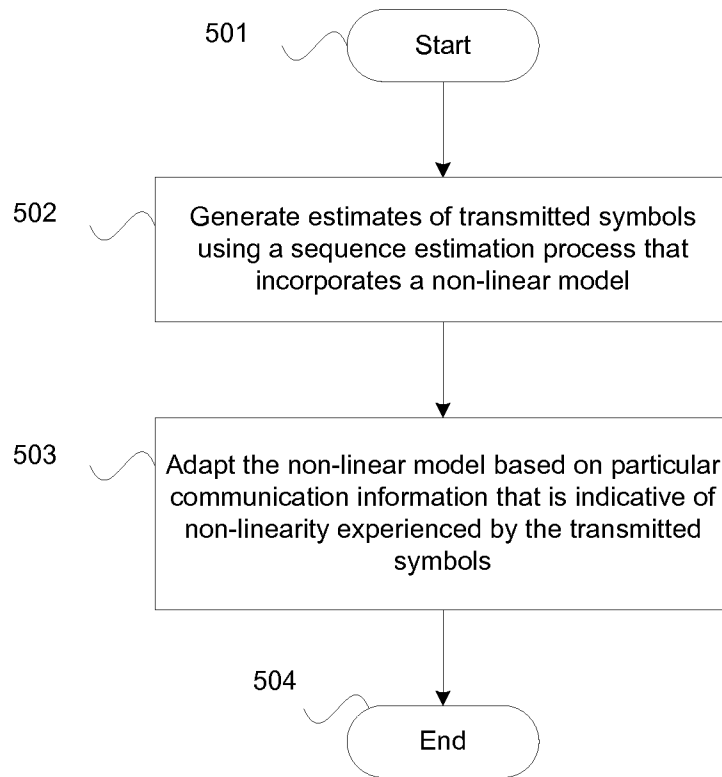 501
Start
502
Generate estimates of transmitted symbols
using a sequence estimation process that
incorporates a non-linear model
503
Adapt the non-linear model based on particular
communication information that is indicative of
non-linearity experienced by the transmitted
symbols
504
End